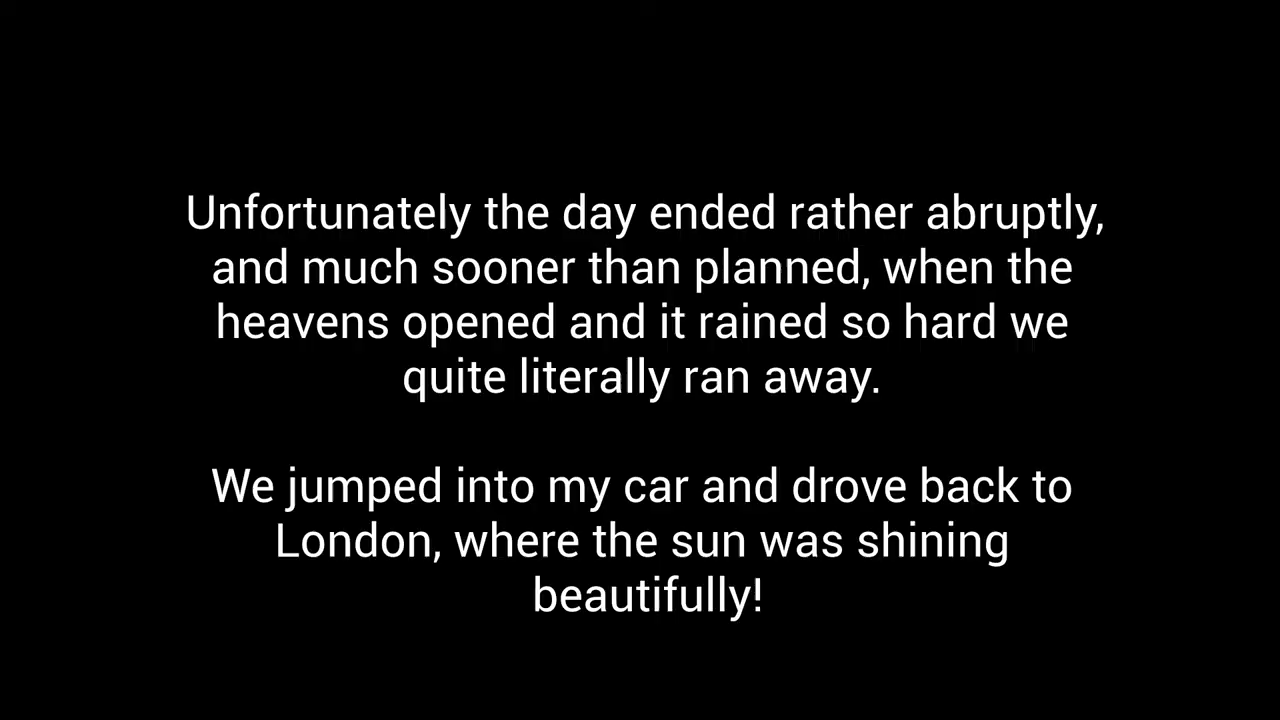 Unfortunately the day ended rather abruptly,
and much sooner than planned, when the
heavens opened and it rained so hard we
quite literally ran away.
We jumped into my car and drove back to
London, where the sun was shining
beautifully!